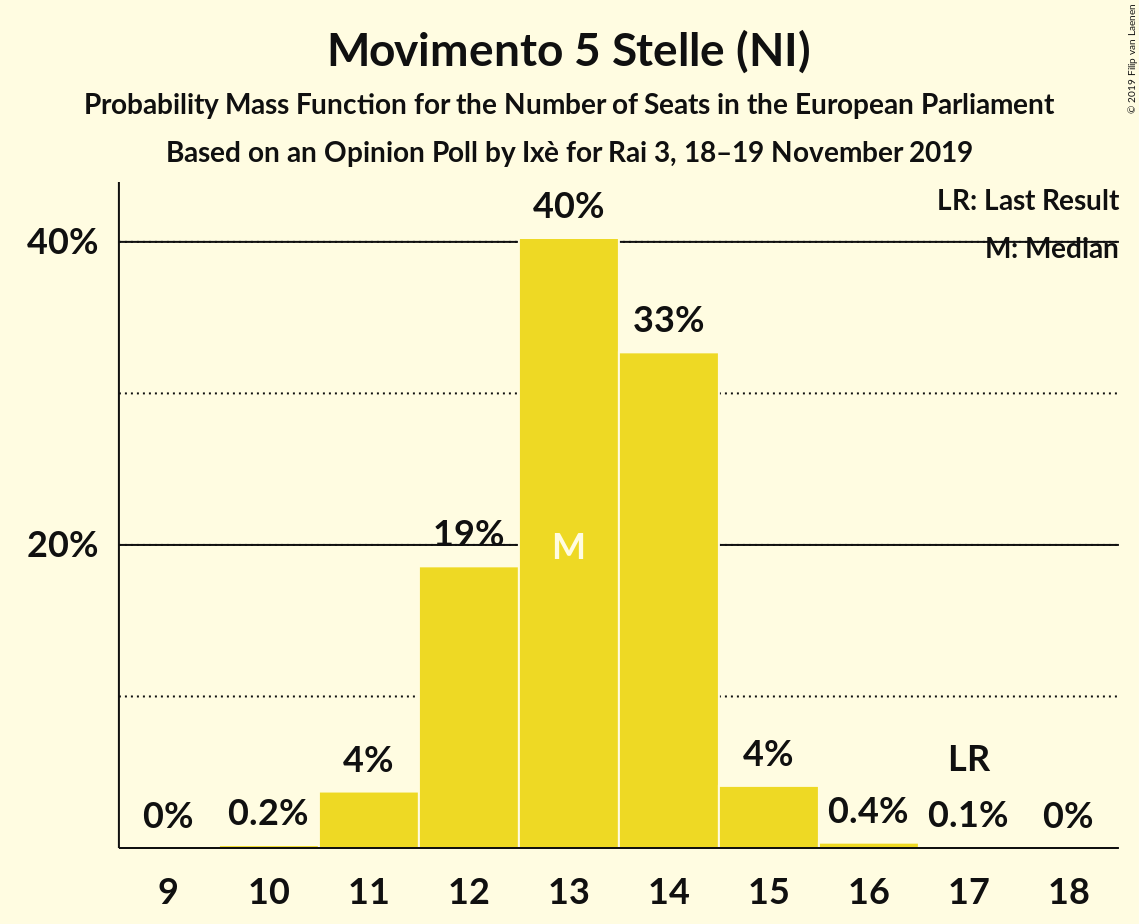 Movimento 5 Stelle (NI)
Probability Mass Function for the Number of Seats in the European Parliament
Based on an Opinion Poll by Ixè for Rai 3, 18–19 November 2019
© 2019 Filip van Laenen
LR: Last Result
M: Median
40%
20%
0%
0.2%
4%
19%
40%
M
33%
4%
0.4%
LR
0.1%
0%
9 10 11 12 13 14 15 16 17 18